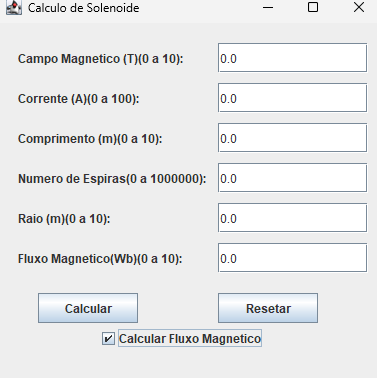 Calculo de Solenoide
Campo Magnetico (T)(0 a 10): 0.0
Corrente (A)(0 a 100): 0.0
Comprimento (m)(0 a 10): 0.0
Numero de Espiras(0 a 1000000): 0.0
Raio (m)(0 a 10): 0.0
Fluxo Magnetico(Wb)(0 a 10): 0.0
Calcular Resetar
Calcular Fluxo Magnetico